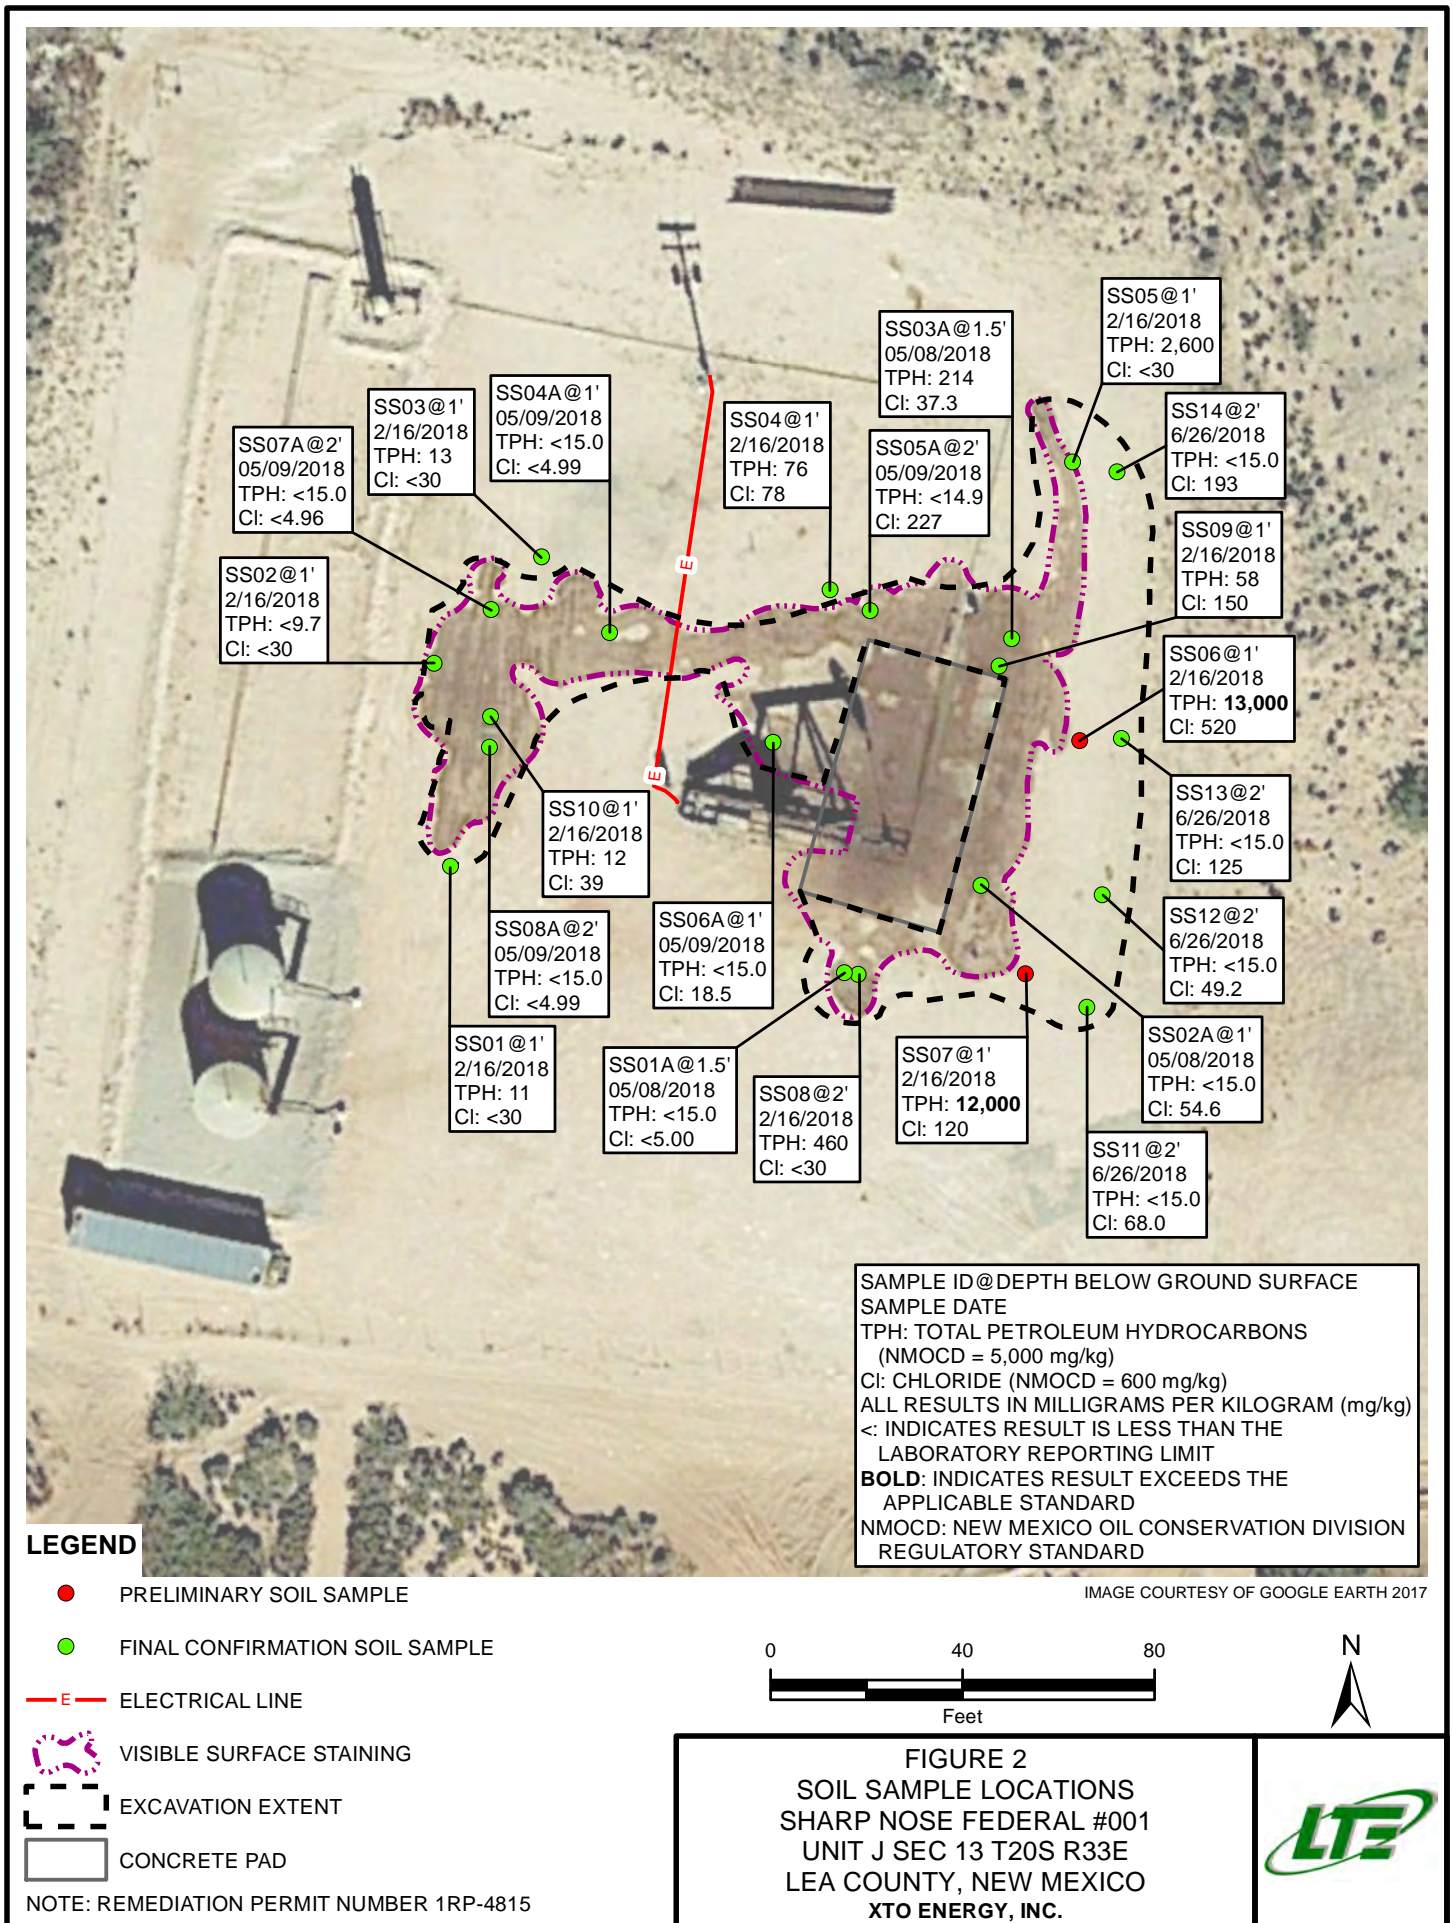 SS05@1'
2/16/2018
TPH: 2,600
Cl: <30
SS03A@1.5'
05/08/2018
TPH: 214
Cl: 37.3
SS04A@1'
05/09/2018
TPH: <15.0
Cl: <4.99
SS03@1'
2/16/2018
TPH: 13
Cl: <30
SS14@2'
6/26/2018
TPH: <15.0
Cl: 193
SS04@1'
2/16/2018
TPH: 76
Cl: 78
SS07A@2'
05/09/2018
TPH: <15.0
Cl: <4.96
SS05A@2'
05/09/2018
TPH: <14.9
Cl: 227
SS09@1'
2/16/2018
TPH: 58
Cl: 150
SS02@1'
2/16/2018
TPH: <9.7
Cl: <30
E
SS06@1'
2/16/2018
TPH: 13,000
Cl: 520
E
SS13@2'
6/26/2018
TPH: <15.0
Cl: 125
SS10@1'
2/16/2018
TPH: 12
Cl: 39
SS12@2'
6/26/2018
TPH: <15.0
Cl: 49.2
SS06A@1'
05/09/2018
TPH: <15.0
Cl: 18.5
SS08A@2'
05/09/2018
TPH: <15.0
Cl: <4.99
SS02A@1'
05/08/2018
TPH: <15.0
Cl: 54.6
SS01@1'
2/16/2018
TPH: 11
Cl: <30
SS07@1'
2/16/2018
TPH: 12,000
Cl: 120
SS01A@1.5'
05/08/2018
TPH: <15.0
Cl: <5.00
SS08@2'
2/16/2018
TPH: 460
Cl: <30
SS11@2'
6/26/2018
TPH: <15.0
Cl: 68.0
SAMPLE ID@DEPTH BELOW GROUND SURFACE
SAMPLE DATE
TPH: TOTAL PETROLEUM HYDROCARBONS
(NMOCD = 5,000 mg/kg)
Cl: CHLORIDE (NMOCD = 600 mg/kg)
ALL RESULTS IN MILLIGRAMS PER KILOGRAM (mg/kg)
<: INDICATES RESULT IS LESS THAN THE
LABORATORY REPORTING LIMIT
BOLD: INDICATES RESULT EXCEEDS THE
APPLICABLE STANDARD
NMOCD: NEW MEXICO OIL CONSERVATION DIVISION
REGULATORY STANDARD
IMAGE COURTESY OF GOOGLE EARTH 2017
LEGEND
PRELIMINARY SOIL SAMPLE
FINAL CONFIRMATION SOIL SAMPLE
E ELECTRICAL LINE
VISIBLE SURFACE STAINING
EXCAVATION EXTENT
CONCRETE PAD
NOTE: REMEDIATION PERMIT NUMBER 1RP-4815
0 40 80
Feet
N
FIGURE 2
SOIL SAMPLE LOCATIONS
SHARP NOSE FEDERAL #001
UNIT J SEC 13 T20S R33E
LEA COUNTY, NEW MEXICO
XTO ENERGY, INC.
LTE